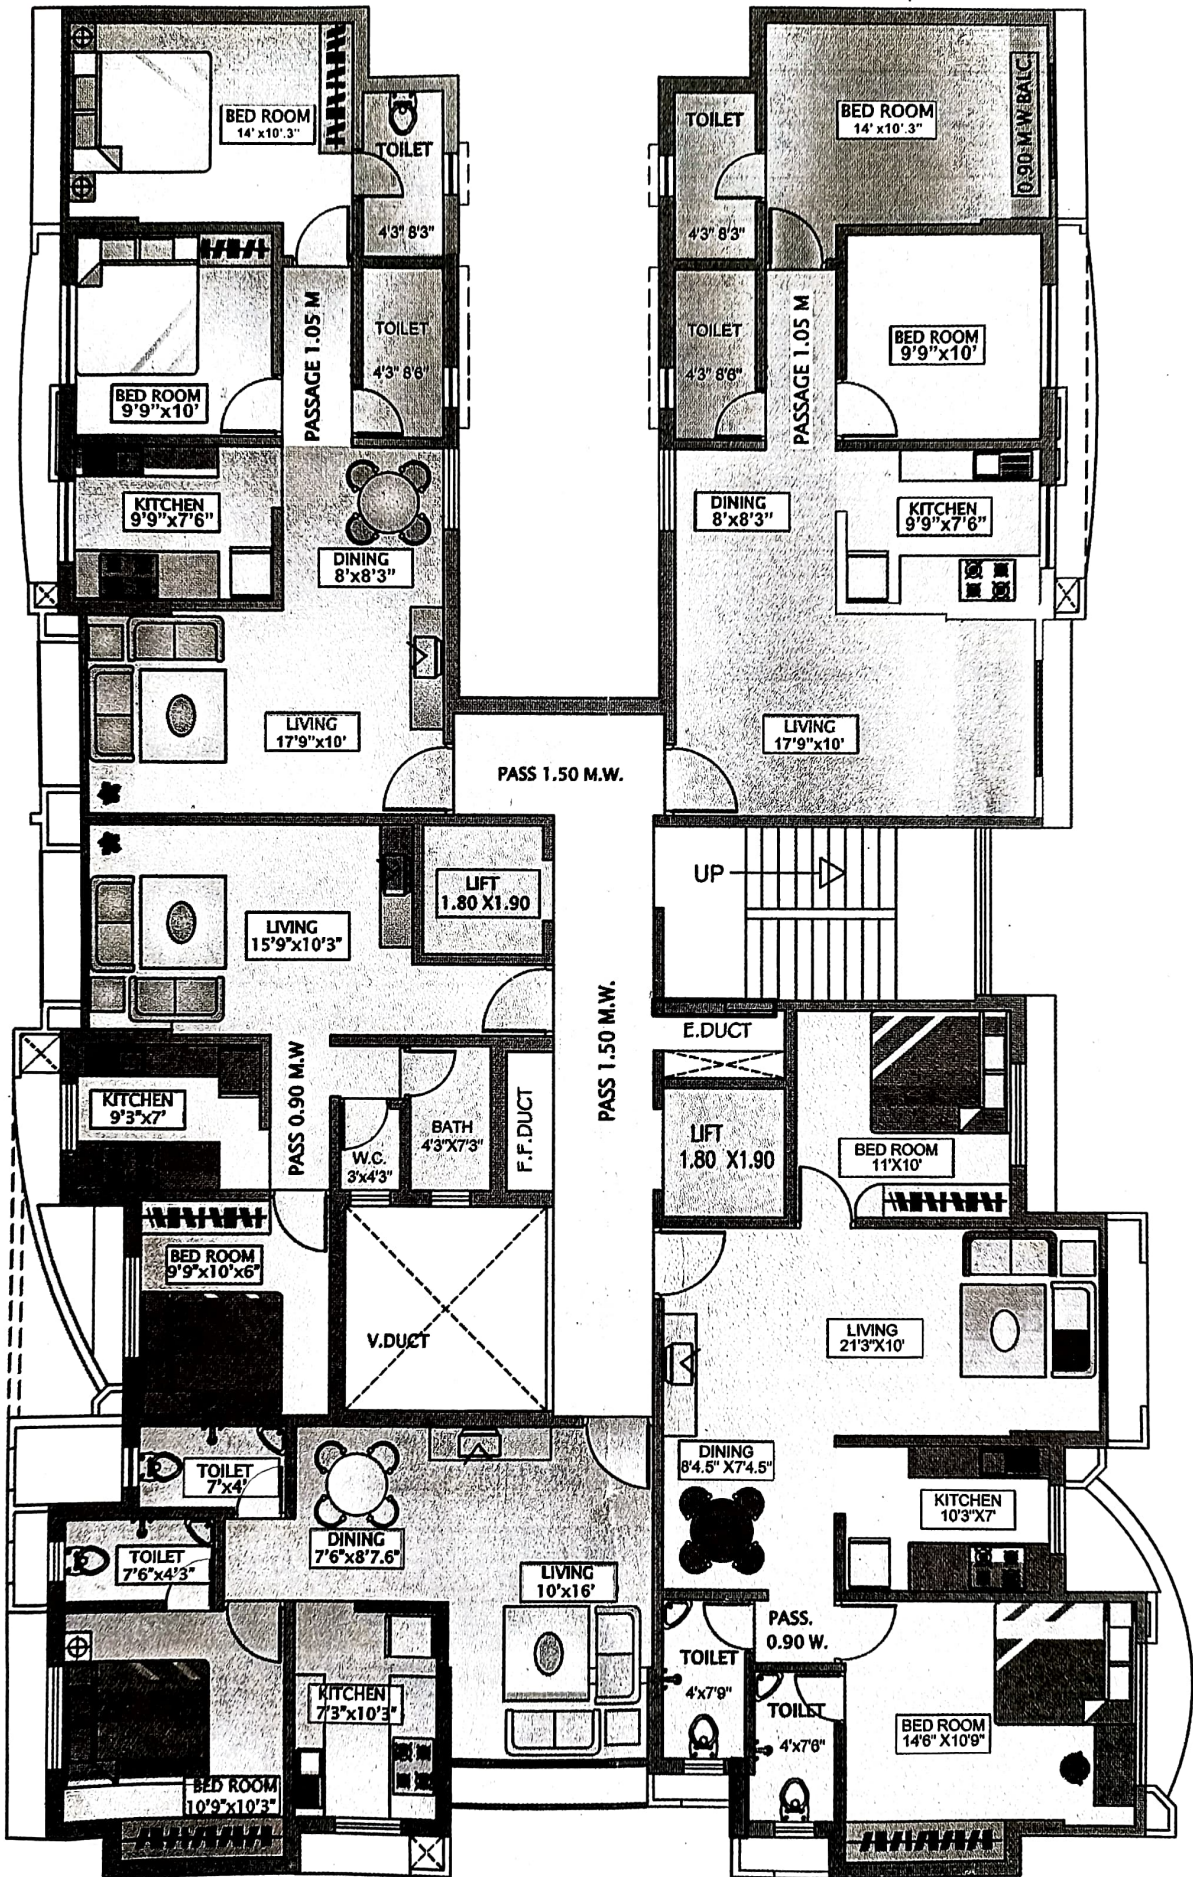 BED ROOM
14' x10'.3"
TOILET
4'3" 8'3"
BED ROOM
9'9"x10'
PASSAGE 1.05 M
TOILET
4'3" 8'6"
KITCHEN
9'9"x7'6"
DINING
8'x8'3"
LIVING
17'9"x10'
TOILET
4'3" 8'3"
BED ROOM
14' x10'.3"
0.90 M W BALC.
TOILET
4'3" 8'6"
PASSAGE 1.05 M
BED ROOM
9'9"x10'
DINING
8'x8'3"
KITCHEN
9'9"x7'6"
LIVING
17'9"x10'
PASS 1.50 M.W.
LIVING
15'9"x10'3"
LIFT
1.80 X1.90
UP
PASS 1.50 M.W.
E.DUCT
LIFT
1.80 X1.90
BED ROOM
11'X10'
KITCHEN
9'3"x7'
PASS 0.90 M.W
W.C.
3'x4'3"
BATH
4'3"X7'3"
F.F.DUCT
BED ROOM
9'9"x10'x6"
V.DUCT
LIVING
21'3"X10'
TOILET
7'x4'
DINING
7'6"x8'7.6"
TOILET
7'6"x4'3"
LIVING
10'x16'
DINING
8'4.5" X7'4.5"
KITCHEN
10'3"X7'
BED ROOM
10'9"x10'3"
KITCHEN
7'3"x10'3"
TOILET
4'x7'9"
PASS.
0.90 W.
TOILET
4'x7'6"
BED ROOM
14'6" X10'9"